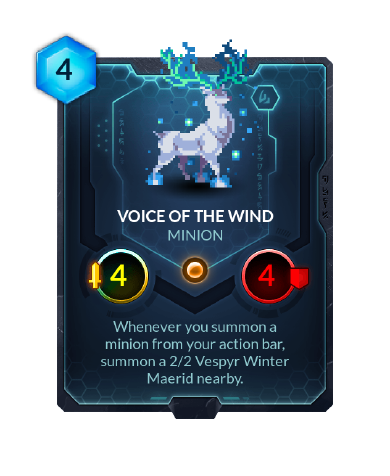 4
VOICE OF THE WIND
MINION
4 4
Whenever you summon a
minion from your action bar,
summon a 2/2 Vespyr Winter
Maerid nearby.